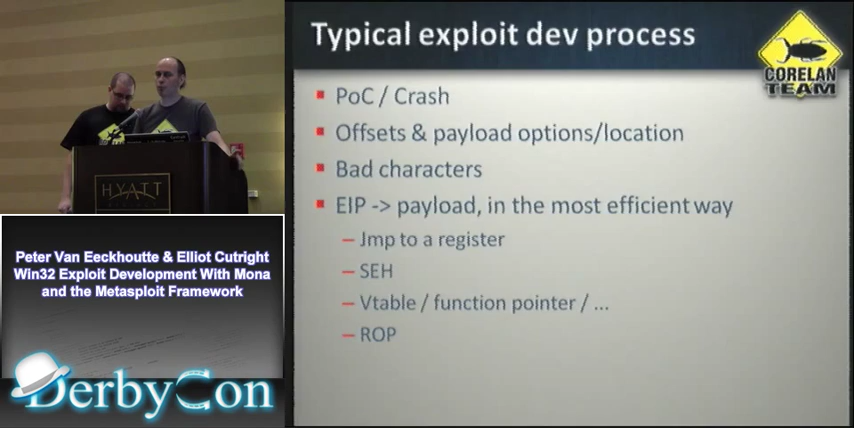 Typical exploit dev process
CORELAN
TEAM
PoC / Crash
Offsets & payload options/location
Bad characters
EIP -> payload, in the most efficient way
– Jmp to a register
– SEH
– Vtable / function pointer / ...
– ROP
HYATT
Peter Van Eeckhoutte & Elliot Cutright
Win32 Exploit Development With Mona
and the Metasploit Framework
DerbyCon